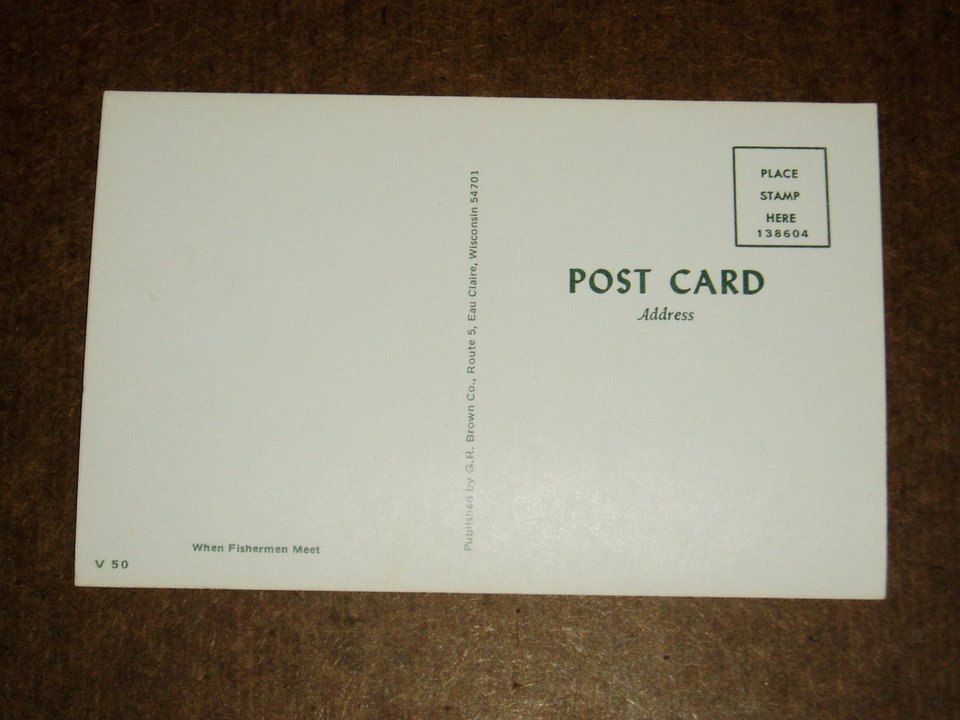 PLACE
STAMP
HERE
138604
POST CARD
Address
Published by G.R. Brown Co., Route 5, Eau Claire, Wisconsin 54701
When Fishermen Meet
V 50